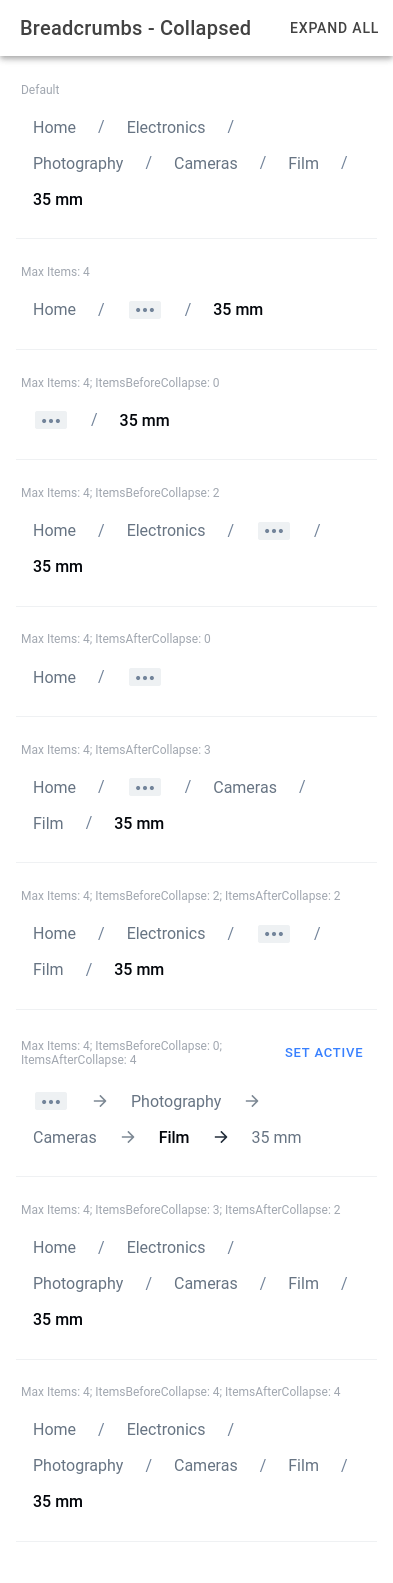 Breadcrumbs - Collapsed EXPAND ALL
Default
Home / Electronics /
Photography / Cameras / Film /
35 mm
Max Items: 4
Home / ••• / 35 mm
Max Items: 4; ItemsBeforeCollapse: 0
••• / 35 mm
Max Items: 4; ItemsBeforeCollapse: 2
Home / Electronics / ••• /
35 mm
Max Items: 4; ItemsAfterCollapse: 0
Home / •••
Max Items: 4; ItemsAfterCollapse: 3
Home / ••• / Cameras /
Film / 35 mm
Max Items: 4; ItemsBeforeCollapse: 2; ItemsAfterCollapse: 2
Home / Electronics / ••• /
Film / 35 mm
Max Items: 4; ItemsBeforeCollapse: 0;
ItemsAfterCollapse: 4
SET ACTIVE
••• → Photography →
Cameras → Film → 35 mm
Max Items: 4; ItemsBeforeCollapse: 3; ItemsAfterCollapse: 2
Home / Electronics /
Photography / Cameras / Film /
35 mm
Max Items: 4; ItemsBeforeCollapse: 4; ItemsAfterCollapse: 4
Home / Electronics /
Photography / Cameras / Film /
35 mm